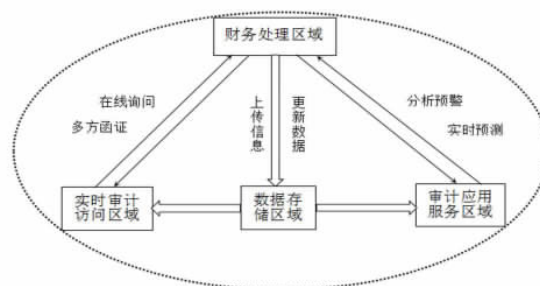 财务处理区域
在线询问
多方函证
上传信息
更新数据
分析预警
实时预测
实时审计
访问区域
数据存
储区域
审计应用
服务区域